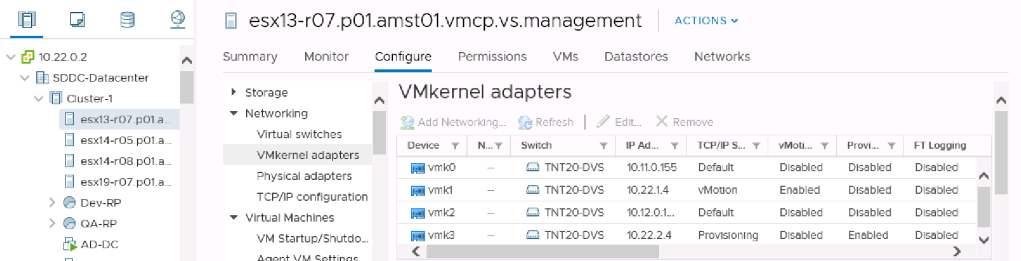 esx13-r07.p01.amst01.vmcp.vs.management
ACTIONS
10.22.0.2
SDDC-Datacenter
Cluster-1
esx13-r07.p01.a...
esx14-r05.p01.a...
esx14-r08.p01.a...
esx19-r07.p01.a...
Dev-RP
QA-RP
AD-DC
Summary Monitor Configure Permissions VMs Datastores Networks
Storage
Networking
Virtual switches
VMkernel adapters
Physical adapters
TCP/IP configuration
Virtual Machines
VM Startup/Shutdo...
Agent VM Settings
VMkernel adapters
Add Networking... Refresh Edit... Remove
Device N... Switch IP Ad... TCP/IP S... vMoti... Provi... FT Logging
vmk0 -- TNT20-DVS 10.11.0.155 Default Disabled Disabled Disabled
vmk1 -- TNT20-DVS 10.22.1.4 vMotion Enabled Disabled Disabled
vmk2 -- TNT20-DVS 10.12.0.1... Default Disabled Disabled Disabled
vmk3 -- TNT20-DVS 10.22.2.4 Provisioning Disabled Enabled Disabled